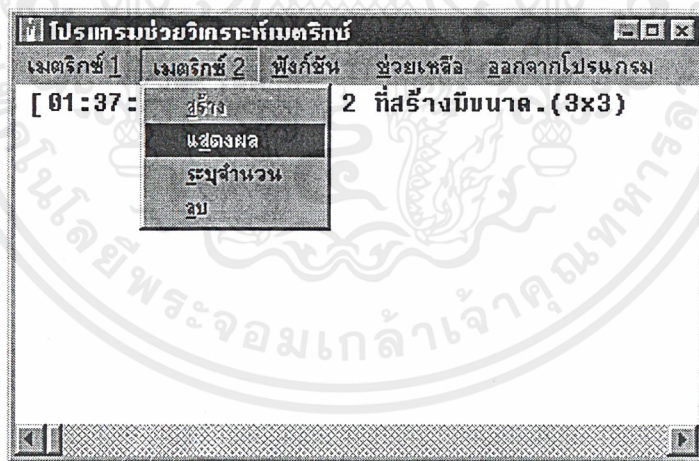 โปรแกรมช่วยวิเคราะห์เมตริกซ์
เมตริกซ์ 1 เมตริกซ์ 2 ฟังก์ชัน ช่วยเหลือ ออกจากโปรแกรม
[01:37: 2 ที่สร้างมีขนาด.(3x3)
สร้าง
แสดงผล
ระบุจำนวน
ลบ